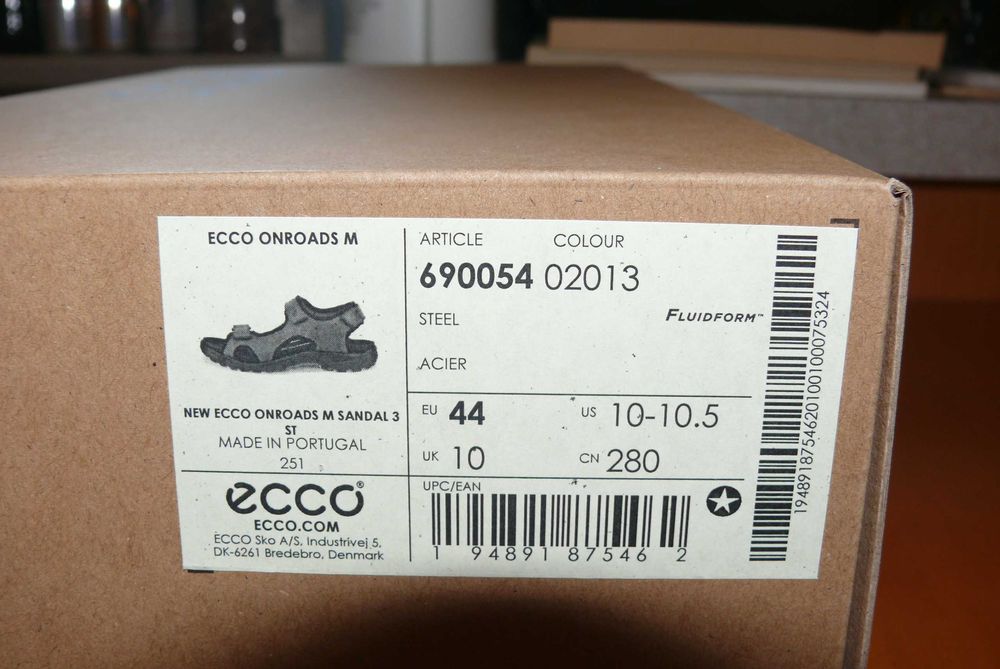 ECCO ONROADS M
NEW ECCO ONROADS M SANDAL 3
ST
MADE IN PORTUGAL
251
ecco®
ECCO.COM
ECCO Sko A/S, Industrivej 5,
DK-6261 Bredebro, Denmark
ARTICLE COLOUR
690054 02013
STEEL
FLUIDFORM™
ACIER
EU 44 US 10-10.5
UK 10 CN 280
UPC/EAN
1 94891 87546 2
1948918754620100100075324